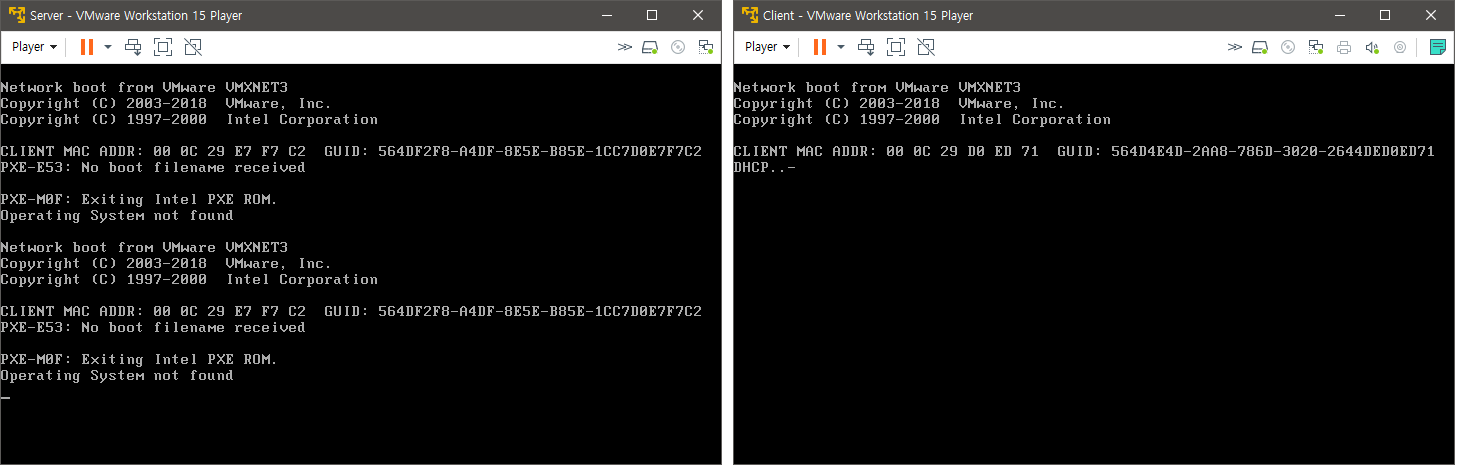 Server - VMware Workstation 15 Player
Player
Network boot from VMware VMXNET3
Copyright (C) 2003-2018  VMware, Inc.
Copyright (C) 1997-2000  Intel Corporation
CLIENT MAC ADDR: 00 0C 29 E7 F7 C2  GUID: 564DF2F8-A4DF-8E5E-B85E-1CC7D0E7F7C2
PXE-E53: No boot filename received
PXE-M0F: Exiting Intel PXE ROM.
Operating System not found
Network boot from VMware VMXNET3
Copyright (C) 2003-2018  VMware, Inc.
Copyright (C) 1997-2000  Intel Corporation
CLIENT MAC ADDR: 00 0C 29 E7 F7 C2  GUID: 564DF2F8-A4DF-8E5E-B85E-1CC7D0E7F7C2
PXE-E53: No boot filename received
PXE-M0F: Exiting Intel PXE ROM.
Operating System not found
Client - VMware Workstation 15 Player
Player
Network boot from VMware VMXNET3
Copyright (C) 2003-2018  VMware, Inc.
Copyright (C) 1997-2000  Intel Corporation
CLIENT MAC ADDR: 00 0C 29 D0 ED 71  GUID: 564D4E4D-2AA8-786D-3020-2644DED0ED71
DHCP..-